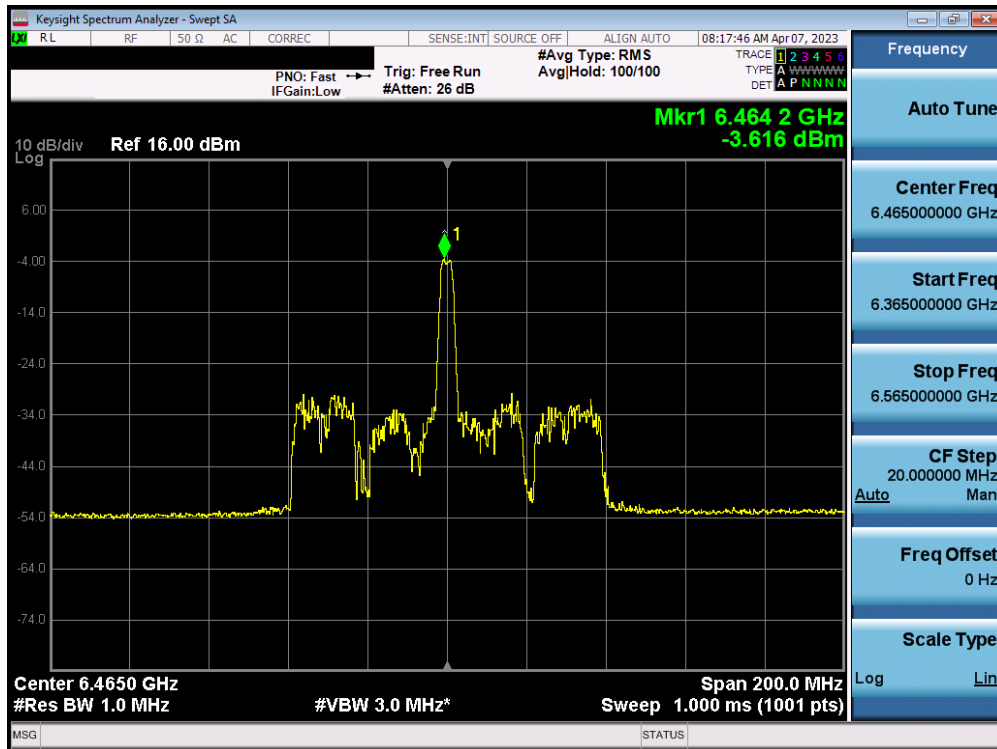 Keysight Spectrum Analyzer - Swept SA
LXI RL RF 50 Ω AC CORREC SENSE:INT SOURCE OFF ALIGN AUTO 08:17:46 AM Apr 07, 2023
PNO: Fast
IFGain:Low
Trig: Free Run
#Atten: 26 dB
#Avg Type: RMS
Avg|Hold: 100/100
TRACE 1 2 3 4 5 6
TYPE A WWWWW
DET A P N N N N
Mkr1 6.464 2 GHz
-3.616 dBm
10 dB/div
Log
Ref 16.00 dBm
1
6.00
-4.00
-14.0
-24.0
-34.0
-44.0
-54.0
-64.0
-74.0
Center 6.4650 GHz
#Res BW 1.0 MHz
#VBW 3.0 MHz*
Span 200.0 MHz
Sweep 1.000 ms (1001 pts)
MSG
STATUS
Frequency
Auto Tune
Center Freq
6.465000000 GHz
Start Freq
6.365000000 GHz
Stop Freq
6.565000000 GHz
CF Step
20.000000 MHz
Auto Man
Freq Offset
0 Hz
Scale Type
Log Lin